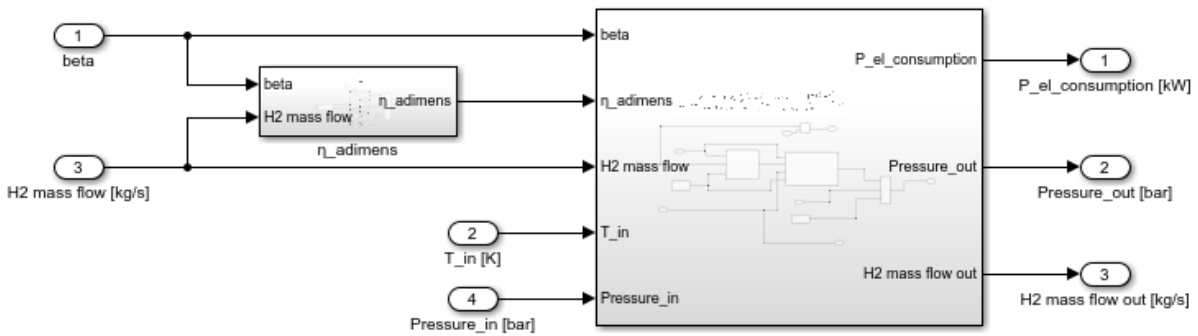 1
beta
3
H2 mass flow [kg/s]
beta
H2 mass flow
η_adimens
η_adimens
2
T_in [K]
4
Pressure_in [bar]
beta
η_adimens
H2 mass flow
T_in
Pressure_in
P_el_consumption
Pressure_out
H2 mass flow out
1
P_el_consumption [kW]
2
Pressure_out [bar]
3
H2 mass flow out [kg/s]